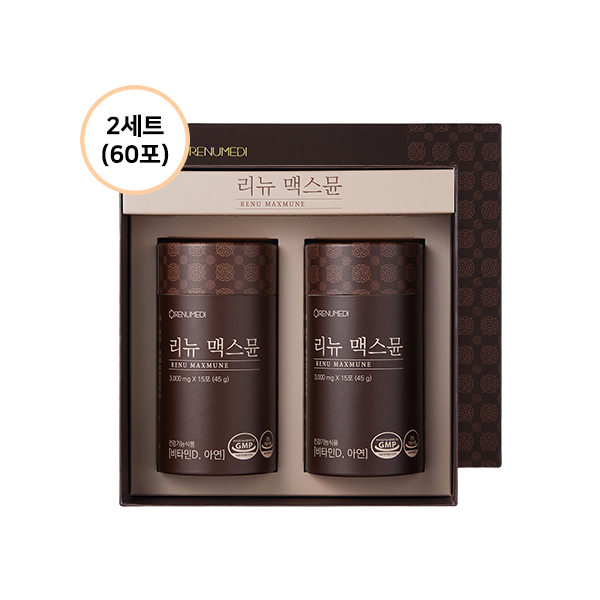 2세트
(60포)
RENUMEDI
리뉴 맥스뮨
RENU MAXMUNE
RENUMEDI
리뉴 맥스뮨
RENU MAXMUNE
3,000 mg X 15포 (45 g)
건강기능식품
[비타민D, 아연]
GMP
RENUMEDI
리뉴 맥스뮨
RENU MAXMUNE
3,000 mg X 15포 (45 g)
건강기능식품
[비타민D, 아연]
GMP